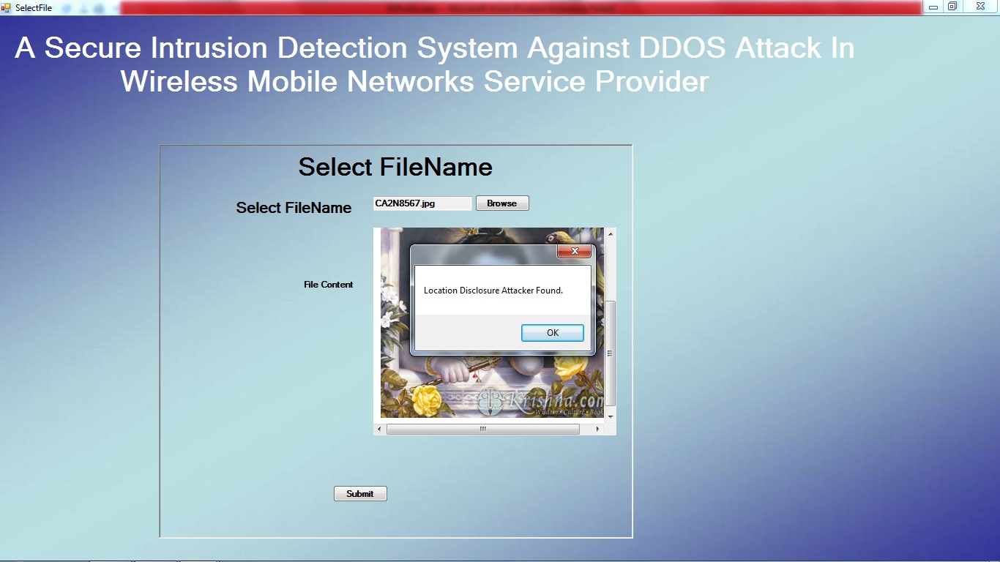 SelectFile
A Secure Intrusion Detection System Against DDOS Attack In
Wireless Mobile Networks Service Provider
Select FileName
Select FileName
CA2N8567.jpg
Browse
File Content
Location Disclosure Attacker Found.
OK
Krishna.com
Wisdom • Culture • Book
Submit